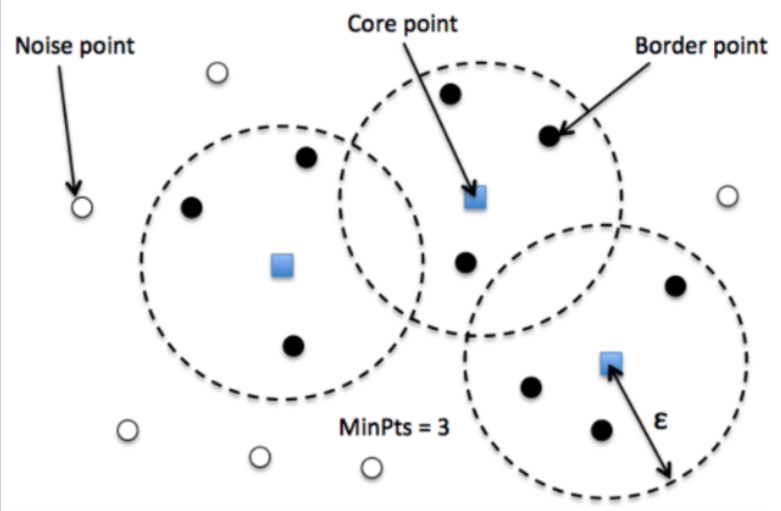 Core point
Noise point
Border point
ε
MinPts = 3